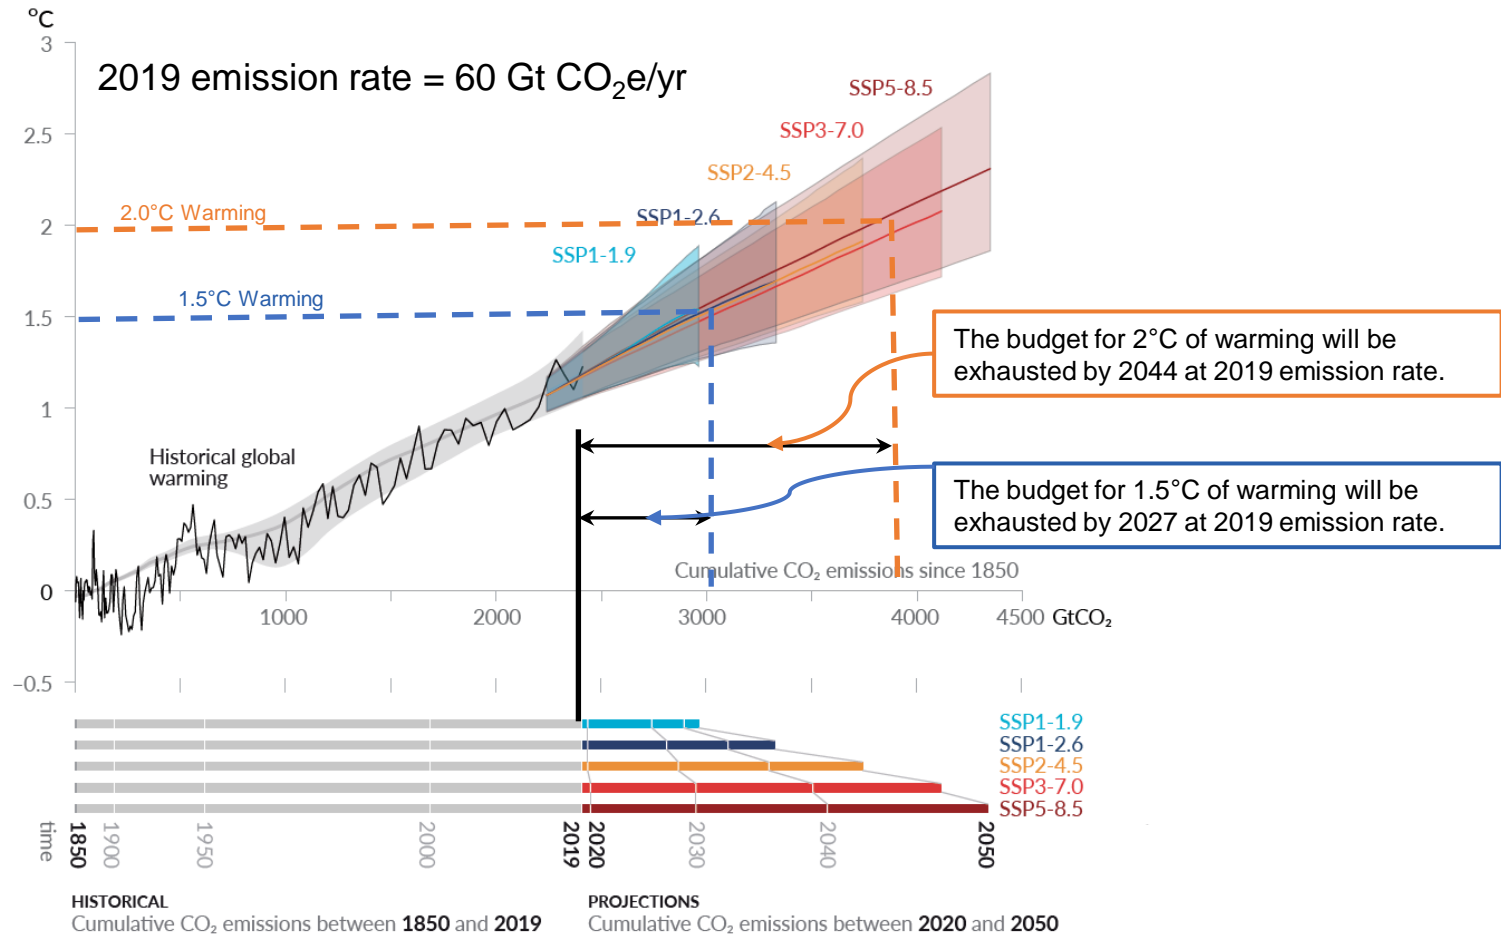 °C
3
2019 emission rate = 60 Gt CO₂e/yr
SSP5-8.5
2.5
SSP3-7.0
SSP2-4.5
2.0°C Warming
SSP1-2.6
2
SSP1-1.9
1.5°C Warming
1.5
The budget for 2°C of warming will be
exhausted by 2044 at 2019 emission rate.
1
Historical global
warming
0.5
The budget for 1.5°C of warming will be
exhausted by 2027 at 2019 emission rate.
Cumulative CO₂ emissions since 1850
0
1000 2000 3000 4000 4500 GtCO₂
−0.5
SSP1-1.9
SSP1-2.6
SSP2-4.5
SSP3-7.0
SSP5-8.5
time 1850 1900 1950 2000 2019 2020 2030 2040 2050
HISTORICAL
Cumulative CO₂ emissions between 1850 and 2019
PROJECTIONS
Cumulative CO₂ emissions between 2020 and 2050